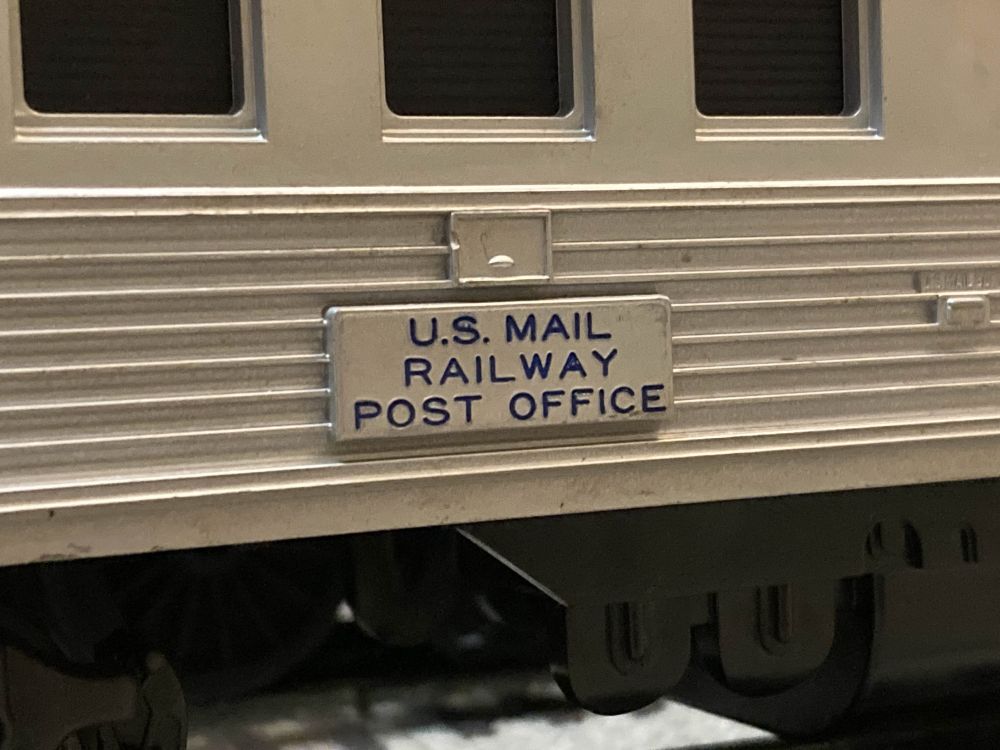 U.S. MAIL
RAILWAY
POST OFFICE